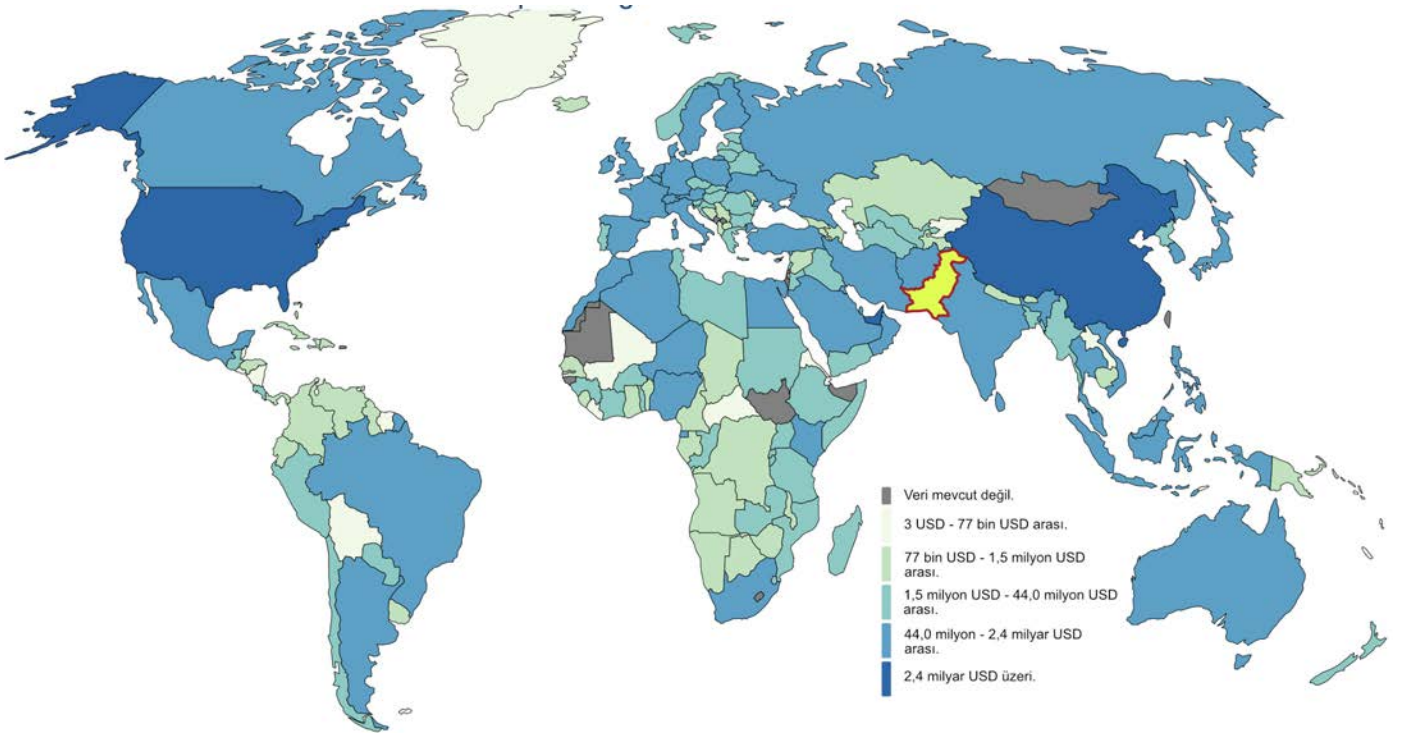 Veri mevcut değil.
3 USD - 77 bin USD arası.
77 bin USD - 1,5 milyon USD
arası.
1,5 milyon USD - 44,0 milyon USD
arası.
44,0 milyon - 2,4 milyar USD
arası.
2,4 milyar USD üzeri.